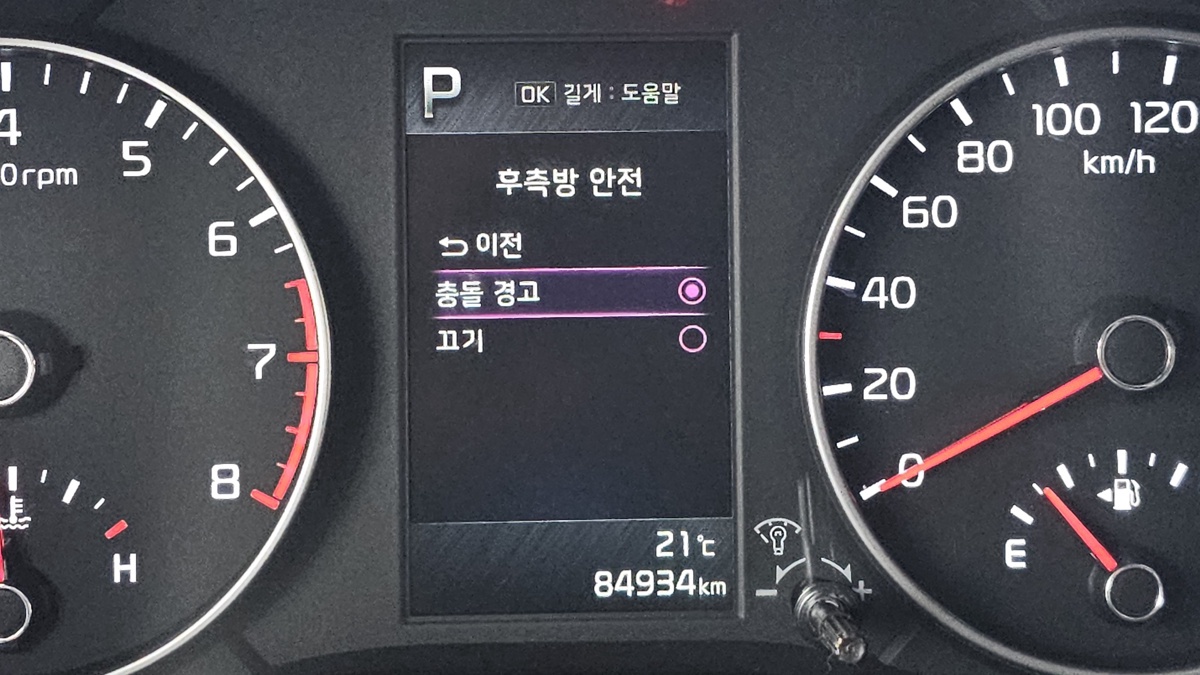 P
OK 길게 : 도움말
후측방 안전
이전
충돌 경고
끄기
21℃
84934km
4
5
6
7
8
0rpm
H
0
20
40
60
80
100
120
km/h
E
- +